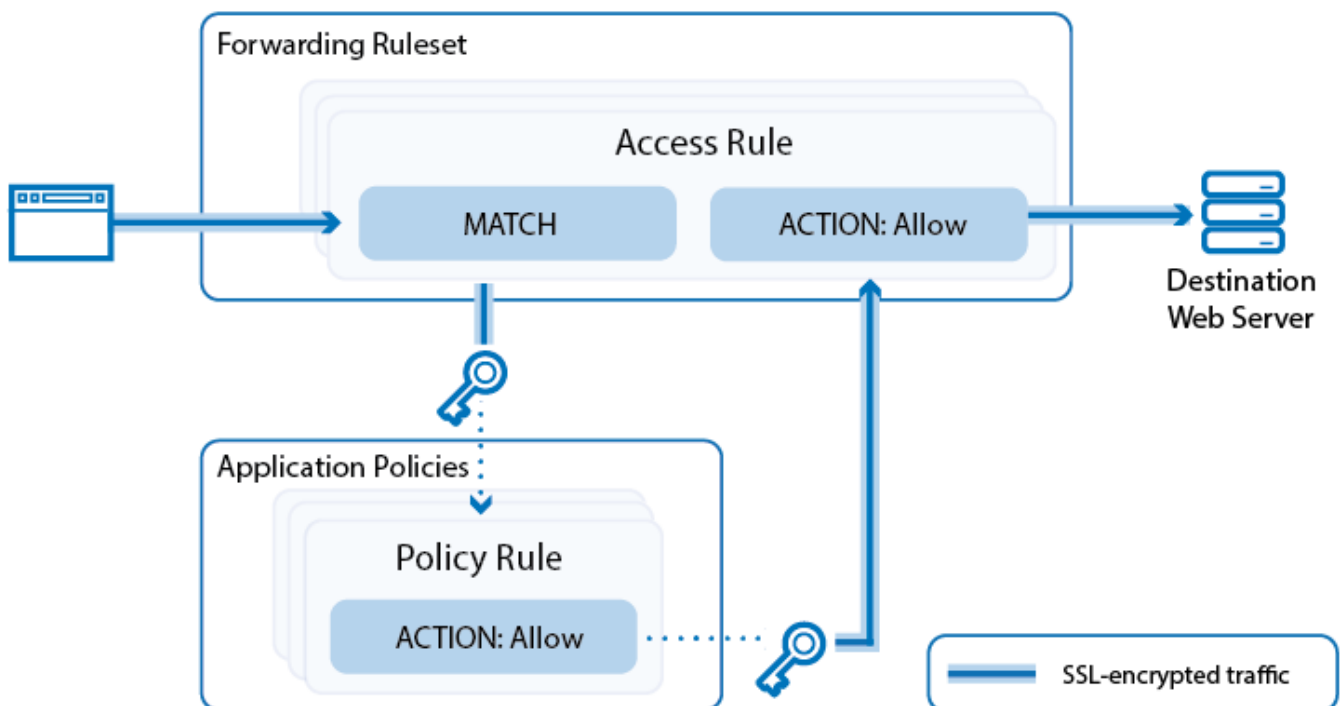 Forwarding Ruleset
Access Rule
MATCH
ACTION: Allow
Destination
Web Server
Application Policies
Policy Rule
ACTION: Allow
SSL-encrypted traffic